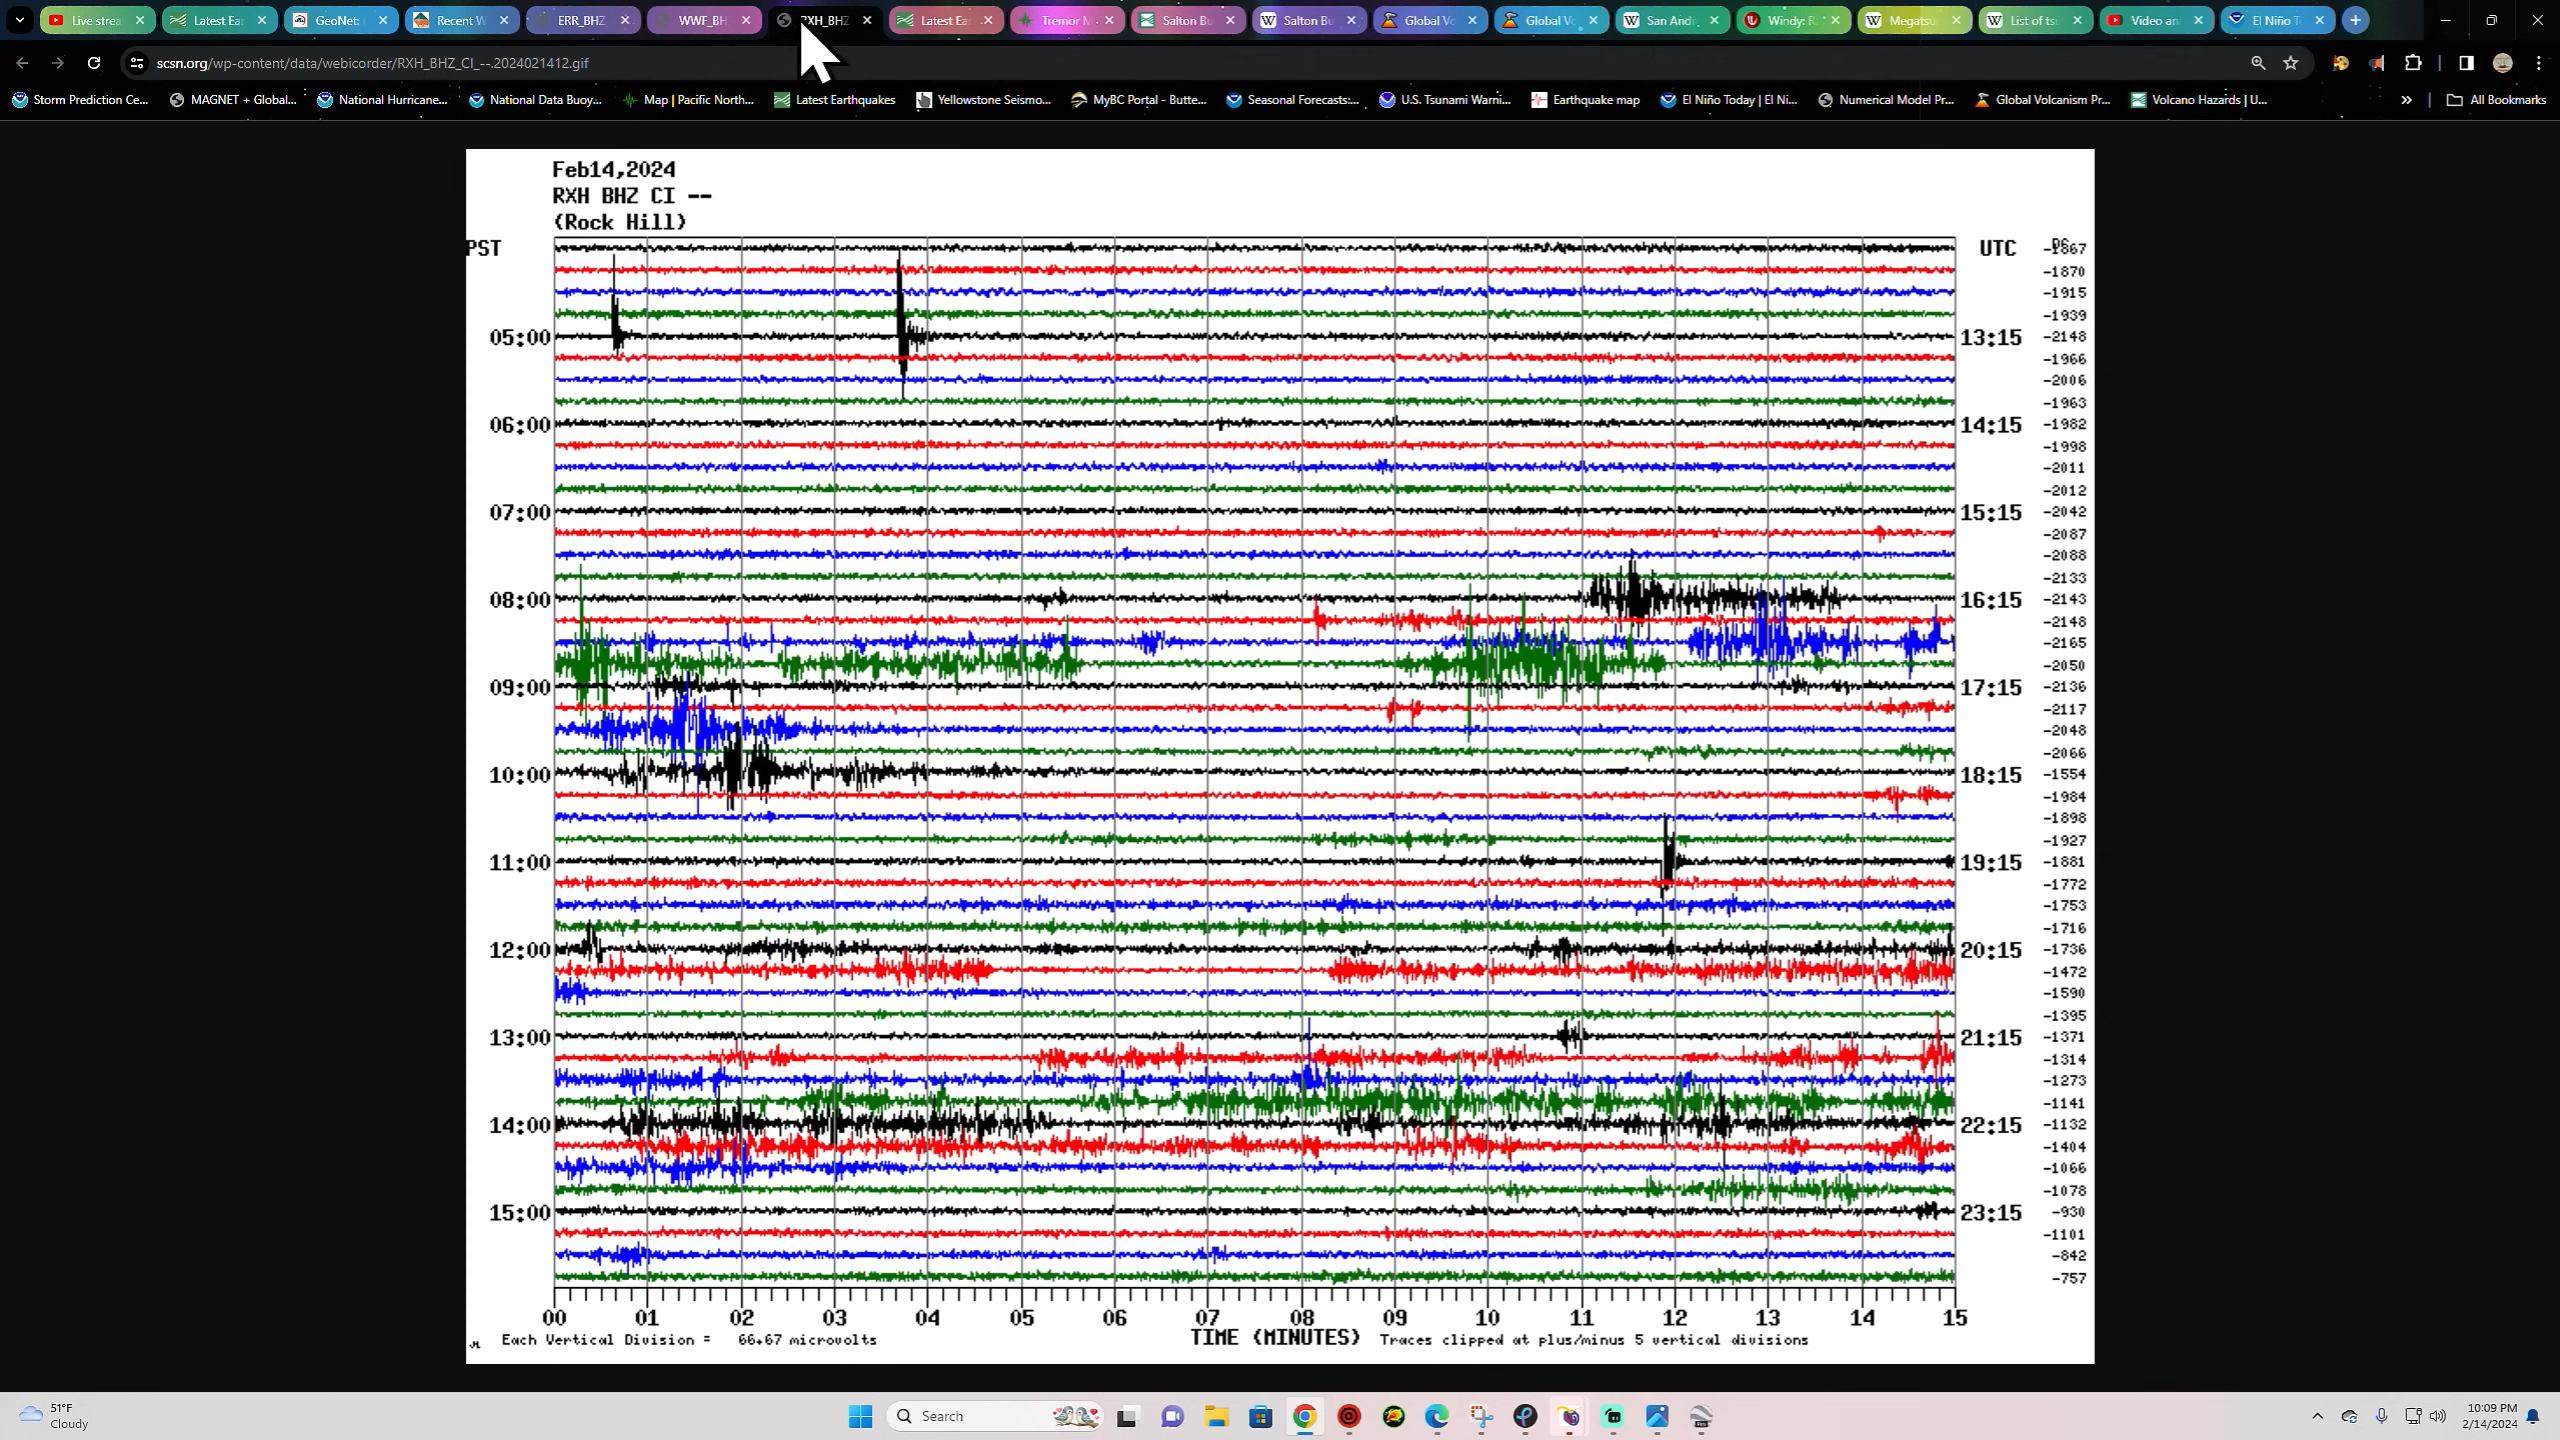 Live strea
Latest Ear
GeoNet:
Recent W
ERR_BHZ
WWF_BH
RXH_BHZ
Latest Ear
Tremor M
Salton Bu
Salton Bu
Global Vo
Global Vo
San Andr
Windy:
Megatsu
List of tsu
Video an
El Niño T
scsn.org/wp-content/data/webicorder/RXH_BHZ_CI_--.2024021412.gif
Storm Prediction Ce...
MAGNET + Global...
National Hurricane...
National Data Buoy...
Map | Pacific North...
Latest Earthquakes
Yellowstone Seismo...
MyBC Portal - Butte...
Seasonal Forecasts:...
U.S. Tsunami Warni...
Earthquake map
El Niño Today | El Ni...
Numerical Model Pr...
Global Volcanism Pr...
Volcano Hazards | U...
All Bookmarks
Feb14,2024
RXH BHZ CI --
(Rock Hill)
PST UTC -1867
-1870
-1915
-1939
05:00 13:15 -2148
-1966
-2006
-1963
06:00 14:15 -1982
-1998
-2011
-2012
07:00 15:15 -2042
-2087
-2088
-2133
08:00 16:15 -2143
-2148
-2165
-2050
09:00 17:15 -2136
-2117
-2048
-2066
10:00 18:15 -1554
-1984
-1898
-1927
11:00 19:15 -1881
-1772
-1753
-1716
12:00 20:15 -1736
-1472
-1590
-1395
13:00 21:15 -1371
-1314
-1273
-1141
14:00 22:15 -1132
-1404
-1066
-1078
15:00 23:15 -930
-1101
-842
-757
00 01 02 03 04 05 06 07 08 09 10 11 12 13 14 15
Each Vertical Division = 66.67 microvolts TIME (MINUTES) Traces clipped at plus/minus 5 vertical divisions
51°F
Cloudy
Search
10:09 PM
2/14/2024